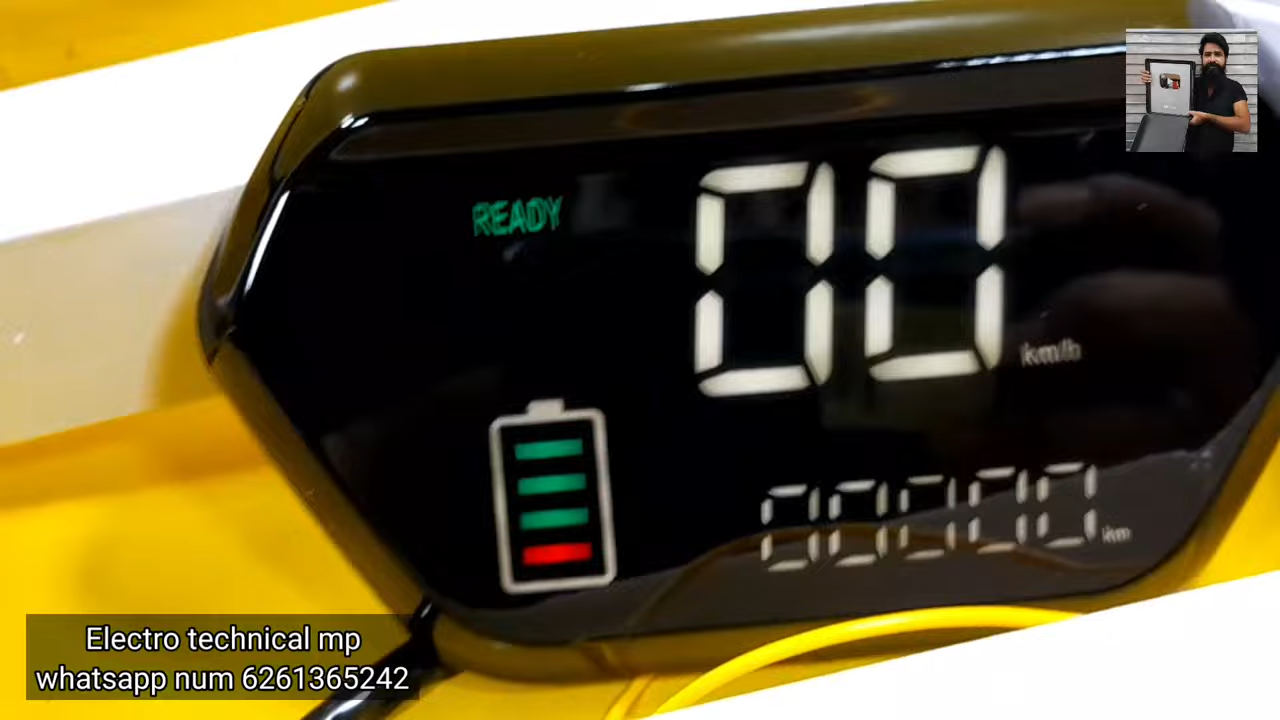 READY
00
km/h
00000
km
Electro technical mp
whatsapp num 6261365242